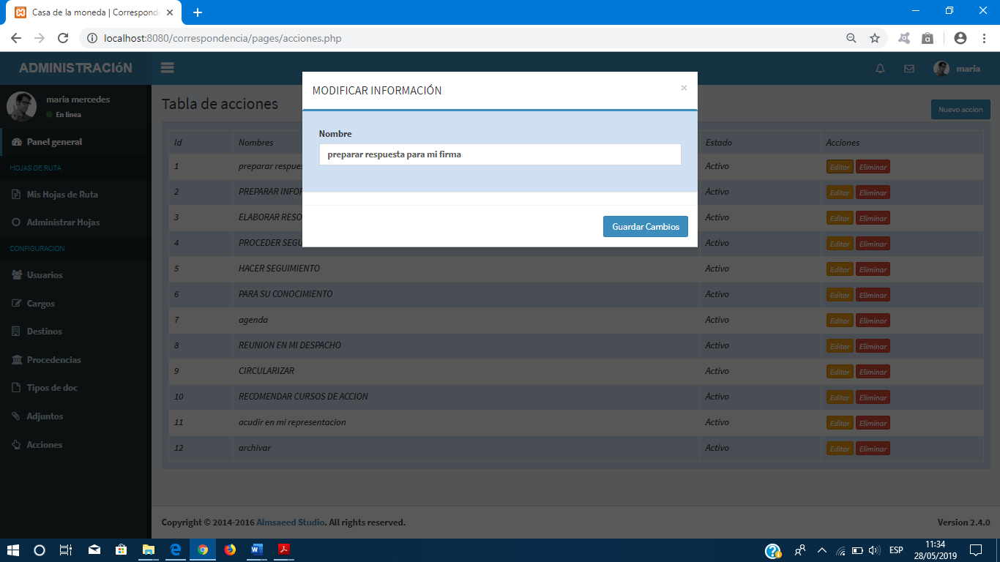 Casa de la moneda | Corresponde
localhost:8080/correspondencia/pages/acciones.php
ADMINISTRACIóN
maria
maria mercedes
En linea
Panel general
HOJAS DE RUTA
Mis Hojas de Ruta
Administrar Hojas
CONFIGURACION
Usuarios
Cargos
Destinos
Procedencias
Tipos de doc
Adjuntos
Acciones
MODIFICAR INFORMACIÓN ×
Nombre
preparar respuesta para mi firma
Guardar Cambios
Tabla de acciones
Nuevo accion
Id Nombres Estado Acciones
1 preparar respues Activo Editar Eliminar
2 PREPARAR INFOR Activo Editar Eliminar
3 ELABORAR RESO Activo Editar Eliminar
4 PROCEDER SEGU Activo Editar Eliminar
5 HACER SEGUIMIENTO Activo Editar Eliminar
6 PARA SU CONOCIMIENTO Activo Editar Eliminar
7 agenda Activo Editar Eliminar
8 REUNION EN MI DESPACHO Activo Editar Eliminar
9 CIRCULARIZAR Activo Editar Eliminar
10 RECOMENDAR CURSOS DE ACCION Activo Editar Eliminar
11 acudir en mi representacion Activo Editar Eliminar
12 archivar Activo Editar Eliminar
Copyright © 2014-2016 Almsaeed Studio. All rights reserved. Version 2.4.0
ESP
11:34
28/05/2019